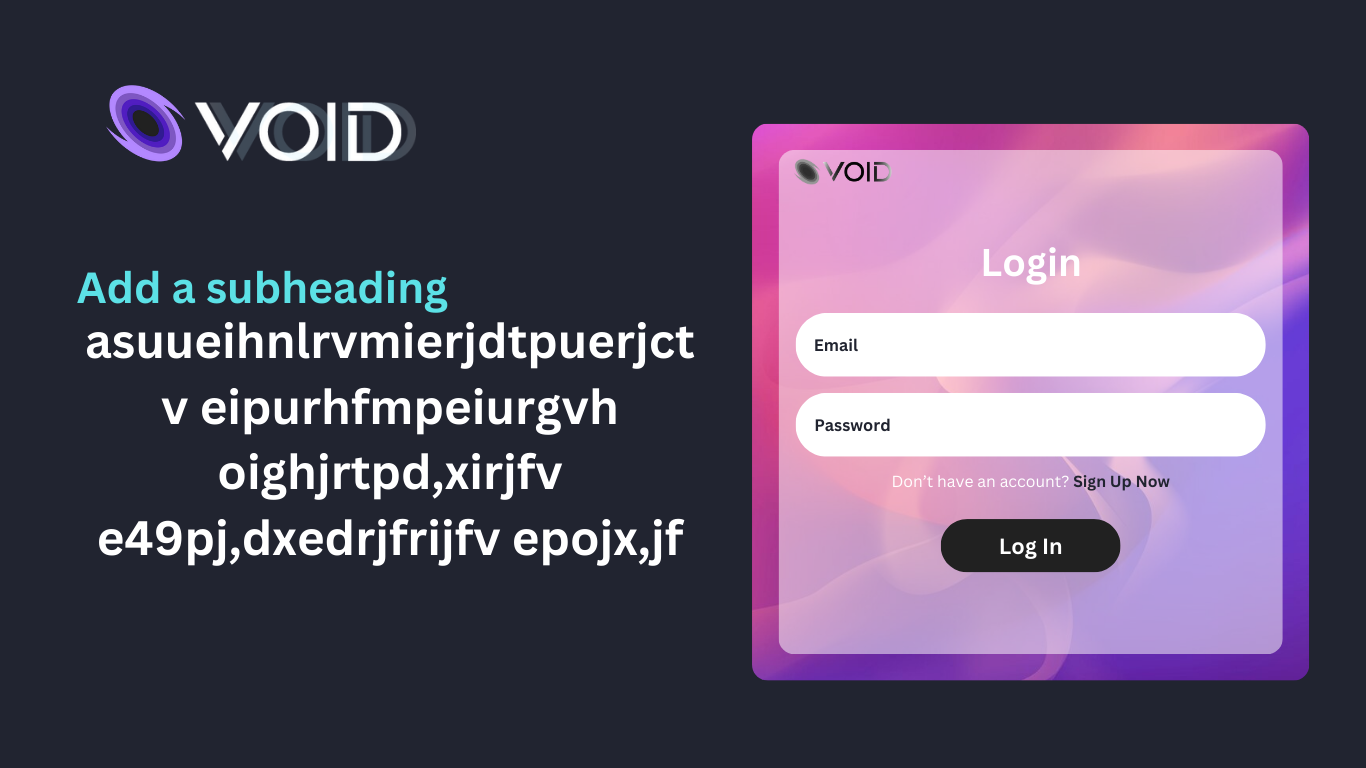 VOID
Add a subheading
asuueihnlrvmierjdtpuerjct
v eipurhfmpeiurgvh
oighjrtpd,xirjfv
e49pj,dxedrjfrijfv epojx,jf
VOID
Login
Email
Password
Don’t have an account? Sign Up Now
Log In